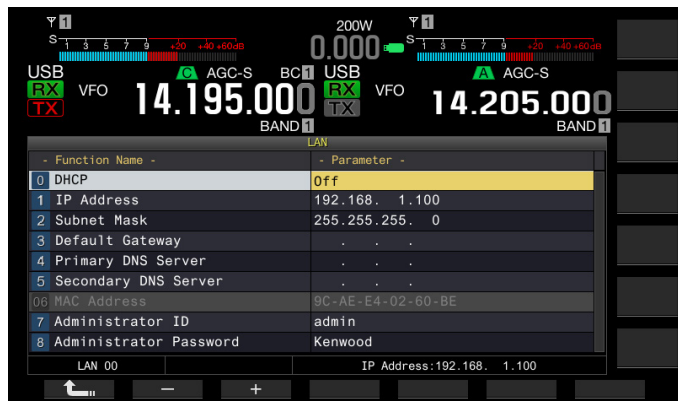 1 200W 1
S 1 3 5 7 9 +20 +40 +60dB 0.000 S 1 3 5 7 9 +20 +40 +60dB
USB C AGC-S BC1 USB A AGC-S
RX VFO 14.195.000 RX VFO 14.205.000
TX TX
BAND 1 BAND 1
LAN
- Function Name - - Parameter -
0 DHCP Off
1 IP Address 192.168. 1.100
2 Subnet Mask 255.255.255. 0
3 Default Gateway . . .
4 Primary DNS Server . . .
5 Secondary DNS Server . . .
06 MAC Address 9C-AE-E4-02-60-BE
7 Administrator ID admin
8 Administrator Password Kenwood
LAN 00 IP Address:192.168. 1.100
− +